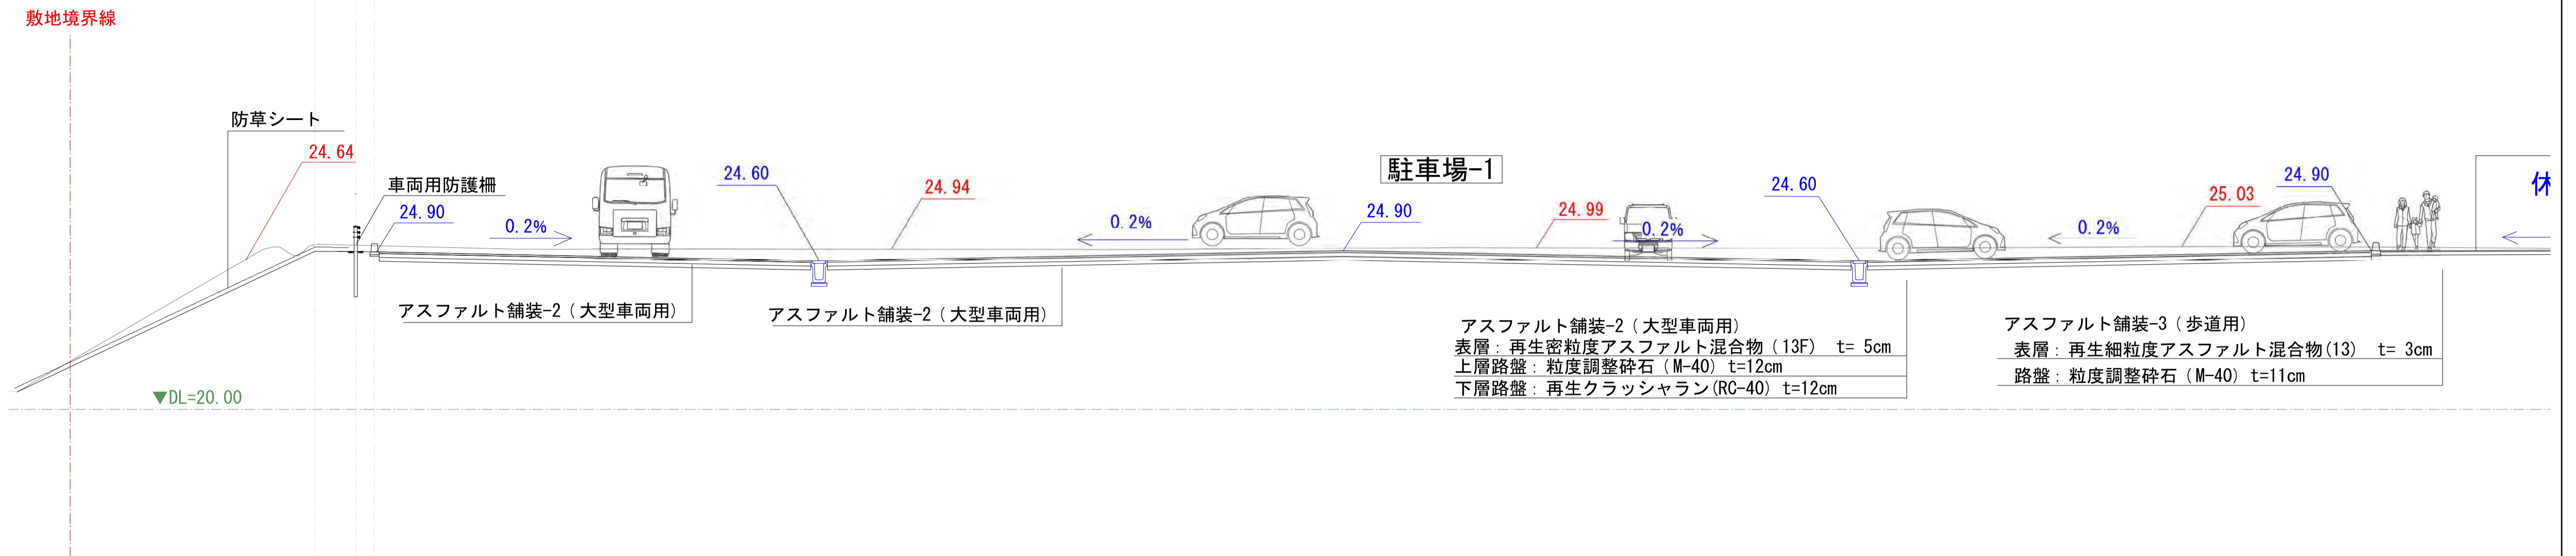 敷地境界線
防草シート
24.64
車両用防護柵
24.90
0.2%
24.60
24.94
0.2%
駐車場-1
24.90
24.99
0.2%
24.60
0.2%
25.03
24.90
休
アスファルト舗装-2（大型車両用）
アスファルト舗装-2（大型車両用）
アスファルト舗装-2（大型車両用）
表層：再生密粒度アスファルト混合物（13F） t= 5cm
上層路盤：粒度調整砕石（M-40）t=12cm
下層路盤：再生クラッシャラン(RC-40) t=12cm
アスファルト舗装-3（歩道用）
表層：再生細粒度アスファルト混合物(13) t= 3cm
路盤：粒度調整砕石（M-40）t=11cm
▼DL=20.00